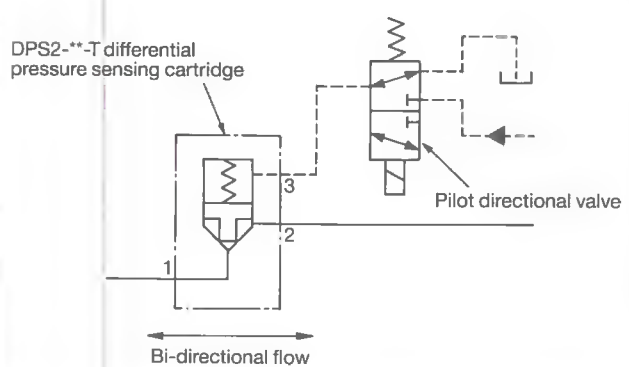 DPS2-**-T differential
pressure sensing cartridge
3
Pilot directional valve
2
1
Bi-directional flow